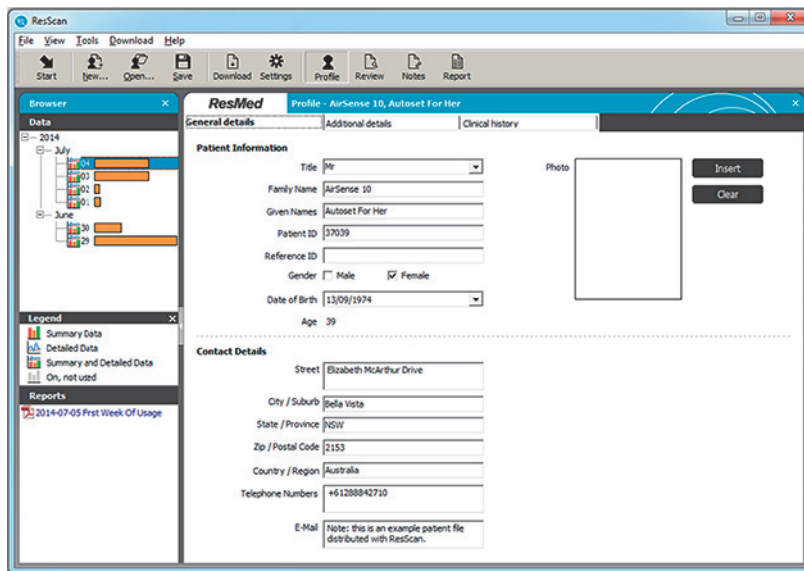 ResScan
File View Tools Download Help
Start New... Open... Save Download Settings Profile Review Notes Report
Browser
Data
2014
July
04
03
02
01
June
30
29
Legend
Summary Data
Detailed Data
Summary and Detailed Data
On, not used
Reports
2014-07-05 Frst Week Of Usage
ResMed Profile - AirSense 10, Autoset For Her
General details Additional details Clinical history
Patient Information
Title Mr
Family Name AirSense 10
Given Names Autoset For Her
Patient ID 37039
Reference ID
Gender Male Female
Date of Birth 13/09/1974
Age 39
Photo Insert
Clear
Contact Details
Street Elizabeth McArthur Drive
City / Suburb Bella Vista
State / Province NSW
Zip / Postal Code 2153
Country / Region Australia
Telephone Numbers +61288842710
E-Mail Note: this is an example patient file
distributed with ResScan.